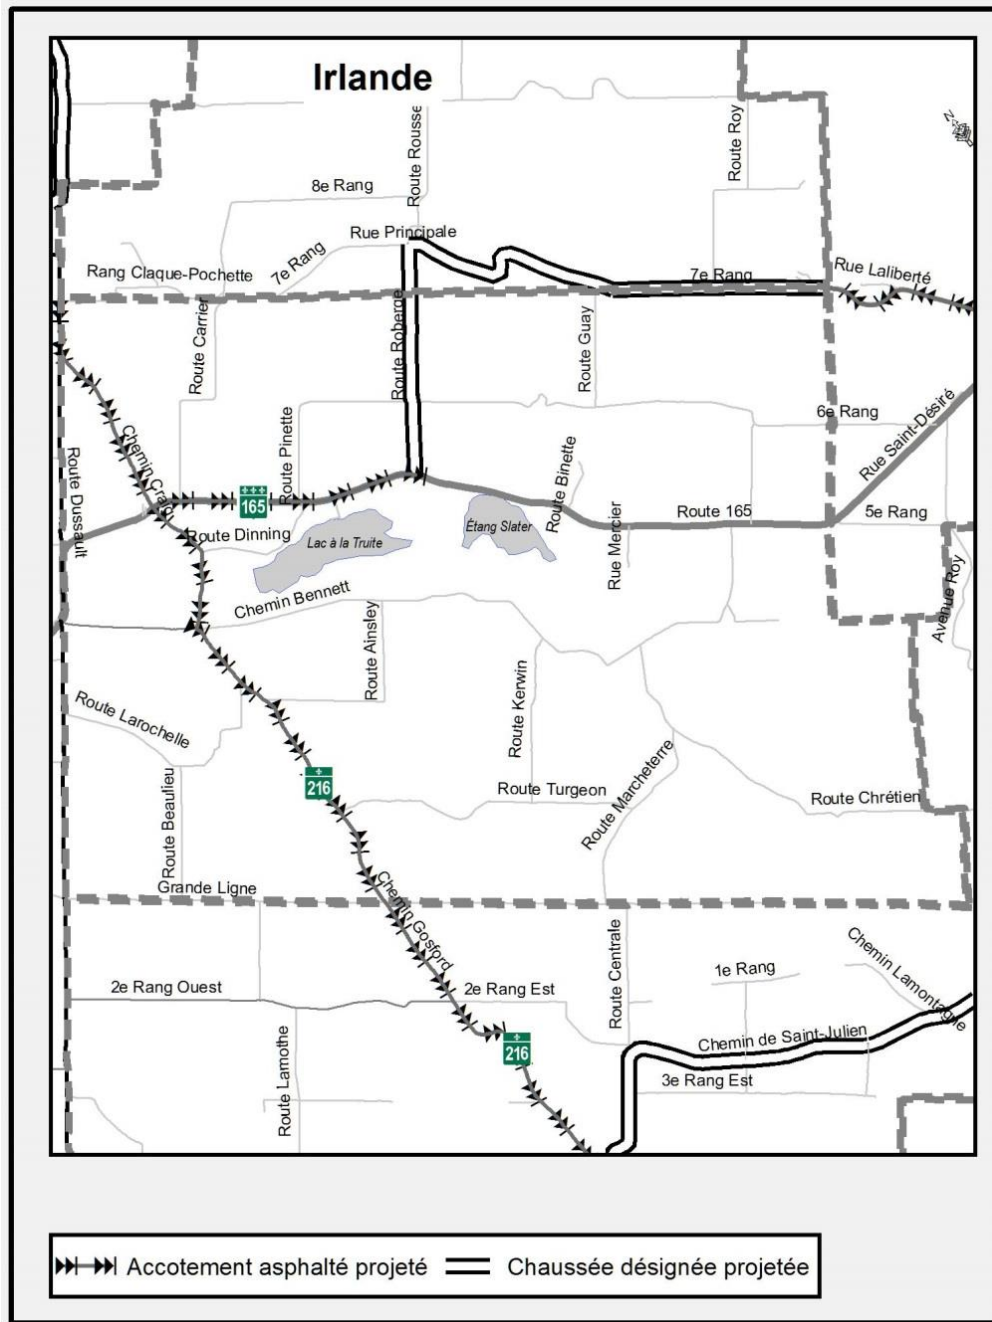 Irlande
N
Route Rousse
Route Roy
8e Rang
Rue Principale
7e Rang
Rang Claque-Pochette
7e Rang
Rue Laliberté
Route Carrier
Route Roberge
Route Guay
6e Rang
Rue Saint-Désiré
Chemin Craig
Route Pinette
Route Binette
Route Dussault
165
Route 165
5e Rang
Étang Slater
Route Dinning
Lac à la Truite
Rue Mercier
Avenue Roy
Chemin Bennett
Route Ainsley
Route Kerwin
Route Larochelle
216
Route Turgeon
Route Marcheterre
Route Chrétien
Route Beaulieu
Grande Ligne
Chemin Gosford
Route Centrale
Chemin Lamontagne
1e Rang
2e Rang Ouest
2e Rang Est
216
Chemin de Saint-Julien
3e Rang Est
Route Lamothe
Accotement asphalté projeté
Chaussée désignée projetée